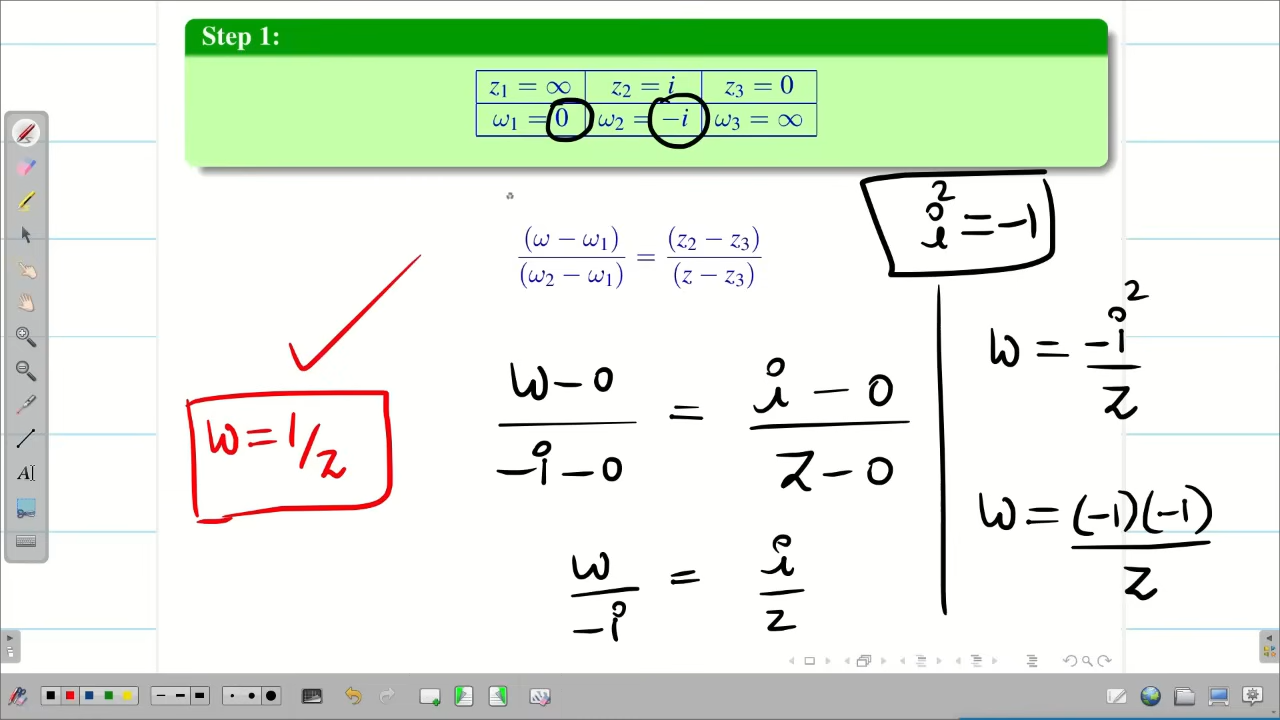 Step 1:
z₁ = ∞ z₂ = i z₃ = 0
ω₁ = 0 ω₂ = −i ω₃ = ∞
i² = −1
(ω − ω₁)/(ω₂ − ω₁) = (z₂ − z₃)/(z − z₃)
(w − 0)/(−i − 0) = (i − 0)/(z − 0)
w/−i = i/z
w = −i²/z
w = (−1)(−1)/z
w = 1/z